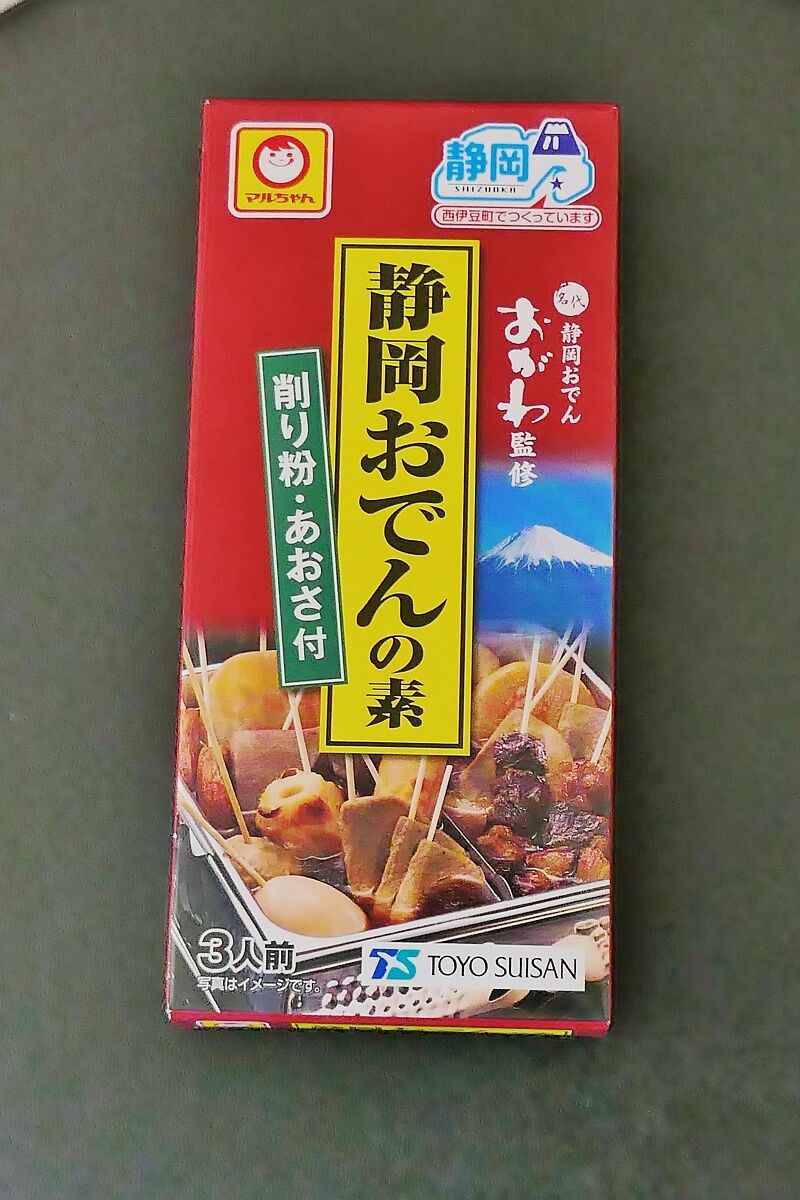 マルちゃん
静岡
SHIZUOKA
西伊豆町でつくっています
名代
静岡おでん
おがわ監修
静岡おでんの素
削り粉・あおさ付
3人前
写真はイメージです。
TS TOYO SUISAN